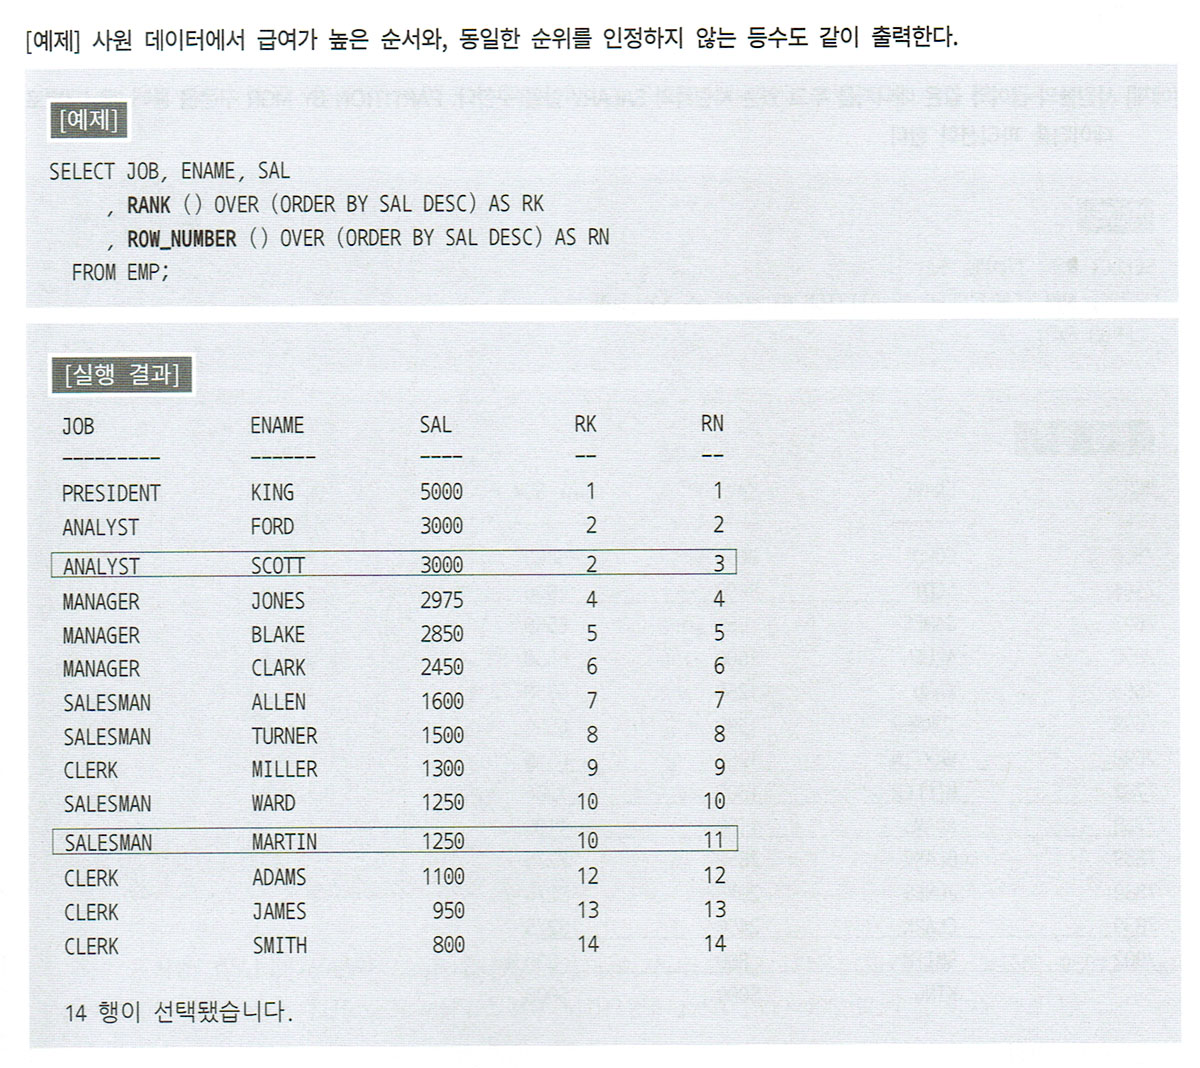 [예제] 사원 데이터에서 급여가 높은 순서와, 동일한 순위를 인정하지 않는 등수도 같이 출력한다.
[예제]
SELECT JOB, ENAME, SAL
, RANK () OVER (ORDER BY SAL DESC) AS RK
, ROW_NUMBER () OVER (ORDER BY SAL DESC) AS RN
FROM EMP;
[실행 결과]
JOB ENAME SAL RK RN
--------- ------ ---- -- --
PRESIDENT KING 5000 1 1
ANALYST FORD 3000 2 2
ANALYST SCOTT 3000 2 3
MANAGER JONES 2975 4 4
MANAGER BLAKE 2850 5 5
MANAGER CLARK 2450 6 6
SALESMAN ALLEN 1600 7 7
SALESMAN TURNER 1500 8 8
CLERK MILLER 1300 9 9
SALESMAN WARD 1250 10 10
SALESMAN MARTIN 1250 10 11
CLERK ADAMS 1100 12 12
CLERK JAMES 950 13 13
CLERK SMITH 800 14 14
14 행이 선택됐습니다.